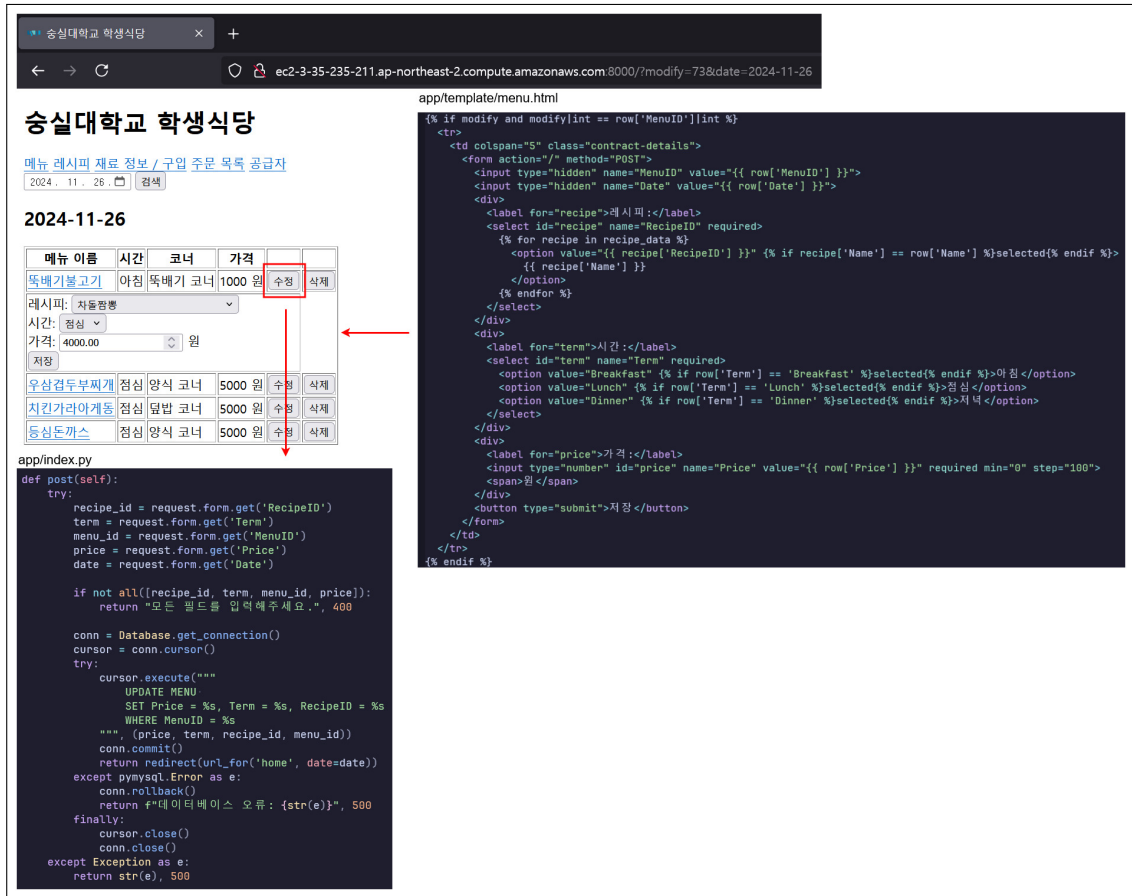 숭실대학교 학생식당
ec2-3-35-235-211.ap-northeast-2.compute.amazonaws.com:8000/?modify=73&date=2024-11-26
숭실대학교 학생식당
메뉴 레시피 재료 정보 / 구입 주문 목록 공급자
2024. 11. 26. 검색
2024-11-26
메뉴 이름 시간 코너 가격
뚝배기불고기 아침 뚝배기 코너 1000 원 수정 삭제
레시피: 차돌짬뽕
시간: 점심
가격: 4000.00 원
저장
우삼겹두부찌개 점심 양식 코너 5000 원 수정 삭제
치킨가라아게동 점심 덮밥 코너 5000 원 수정 삭제
등심돈까스 점심 양식 코너 5000 원 수정 삭제
app/index.py
def post(self):
    try:
        recipe_id = request.form.get('RecipeID')
        term = request.form.get('Term')
        menu_id = request.form.get('MenuID')
        price = request.form.get('Price')
        date = request.form.get('Date')
        if not all([recipe_id, term, menu_id, price]):
            return "모든 필드를 입력해주세요.", 400
        conn = Database.get_connection()
        cursor = conn.cursor()
        try:
            cursor.execute("""
                UPDATE MENU
                SET Price = %s, Term = %s, RecipeID = %s
                WHERE MenuID = %s
            """, (price, term, recipe_id, menu_id))
            conn.commit()
            return redirect(url_for('home', date=date))
        except pymysql.Error as e:
            conn.rollback()
            return f"데이터베이스 오류: {str(e)}", 500
        finally:
            cursor.close()
            conn.close()
    except Exception as e:
        return str(e), 500
app/template/menu.html
{% if modify and modify|int == row['MenuID']|int %}
  <tr>
    <td colspan="5" class="contract-details">
      <form action="/" method="POST">
        <input type="hidden" name="MenuID" value="{{ row['MenuID'] }}">
        <input type="hidden" name="Date" value="{{ row['Date'] }}">
        <div>
          <label for="recipe">레시피:</label>
          <select id="recipe" name="RecipeID" required>
            {% for recipe in recipe_data %}
              <option value="{{ recipe['RecipeID'] }}" {% if recipe['Name'] == row['Name'] %}selected{% endif %}>
                {{ recipe['Name'] }}
              </option>
            {% endfor %}
          </select>
        </div>
        <div>
          <label for="term">시간:</label>
          <select id="term" name="Term" required>
            <option value="Breakfast" {% if row['Term'] == 'Breakfast' %}selected{% endif %}>아침</option>
            <option value="Lunch" {% if row['Term'] == 'Lunch' %}selected{% endif %}>점심</option>
            <option value="Dinner" {% if row['Term'] == 'Dinner' %}selected{% endif %}>저녁</option>
          </select>
        </div>
        <div>
          <label for="price">가격:</label>
          <input type="number" id="price" name="Price" value="{{ row['Price'] }}" required min="0" step="100">
          <span>원</span>
        </div>
        <button type="submit">저장</button>
      </form>
    </td>
  </tr>
{% endif %}